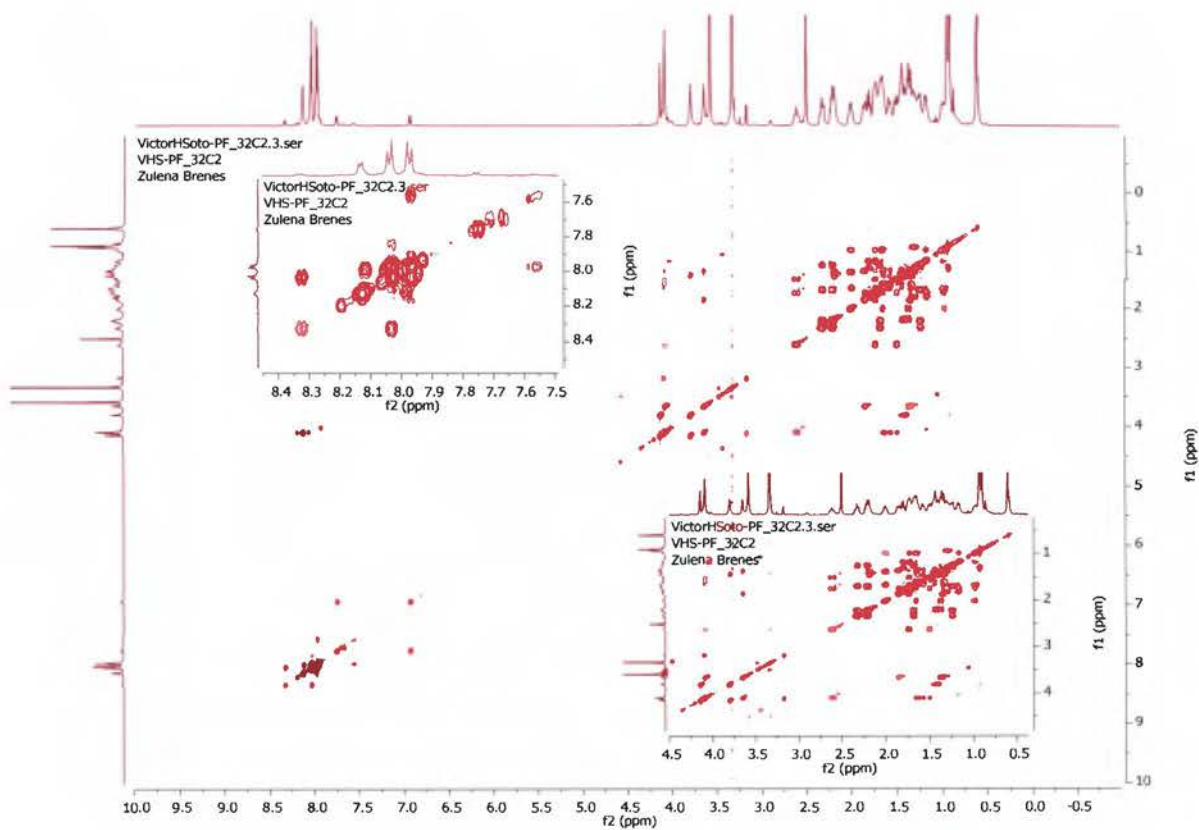 VictorHSoto-PF_32C2.3.ser
VHS-PF_32C2
Zulena Brenes
VictorHSoto-PF_32C2.3.ser
VHS-PF_32C2
Zulena Brenes
7.6
7.8
8.0
8.2
8.4
f1 (ppm)
8.4 8.3 8.2 8.1 8.0 7.9 7.8 7.7 7.6 7.5
f2 (ppm)
0
1
2
3
4
5
6
7
8
9
10
f1 (ppm)
VictorHSoto-PF_32C2.3.ser
VHS-PF_32C2
Zulena Brenes
1
2
3
4
f1 (ppm)
4.5 4.0 3.5 3.0 2.5 2.0 1.5 1.0 0.5
f2 (ppm)
10.0 9.5 9.0 8.5 8.0 7.5 7.0 6.5 6.0 5.5 5.0 4.5 4.0 3.5 3.0 2.5 2.0 1.5 1.0 0.5 0.0 -0.5
f2 (ppm)